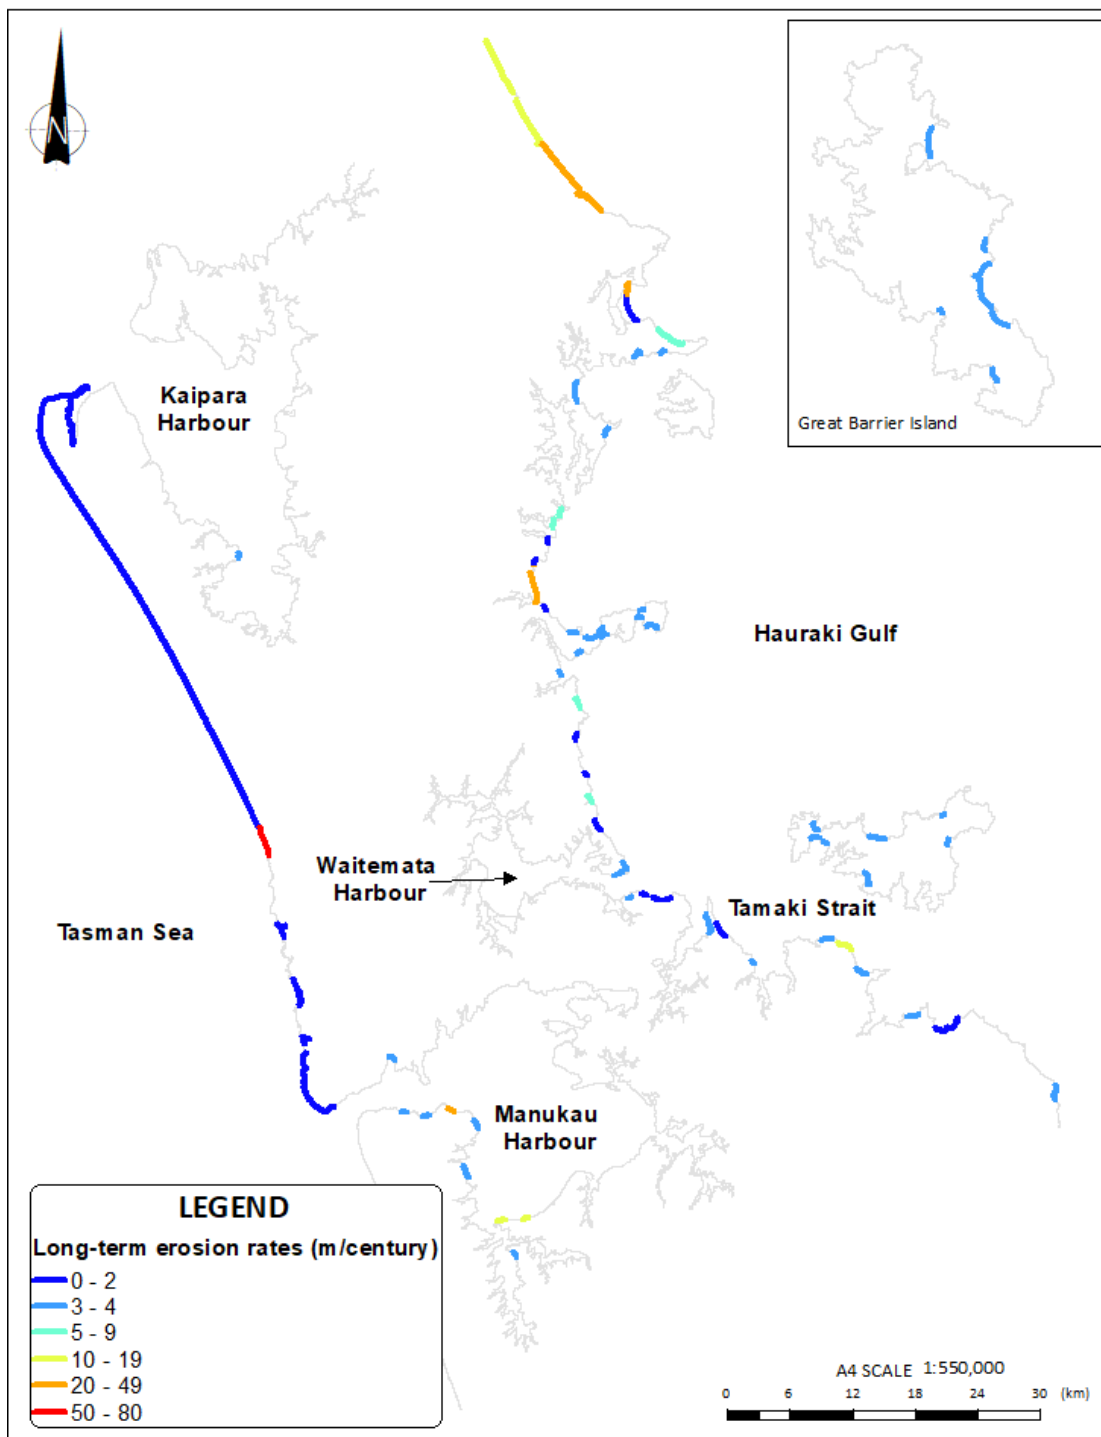 N
Great Barrier Island
Kaipara
Harbour
Hauraki Gulf
Waitemata
Harbour
Tamaki Strait
Tasman Sea
Manukau
Harbour
LEGEND
Long-term erosion rates (m/century)
0 - 2
3 - 4
5 - 9
10 - 19
20 - 49
50 - 80
A4 SCALE 1:550,000
0 6 12 18 24 30 (km)